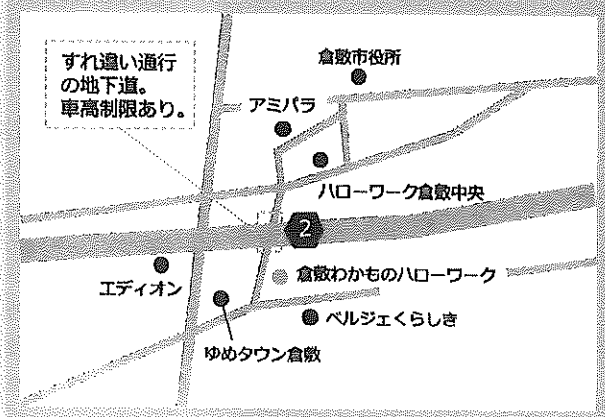 すれ違い通行
の地下道。
車高制限あり。
倉敷市役所
アミパラ
ハローワーク倉敷中央
2
エディオン
倉敷わかものハローワーク
ベルジェくらしき
ゆめタウン倉敷